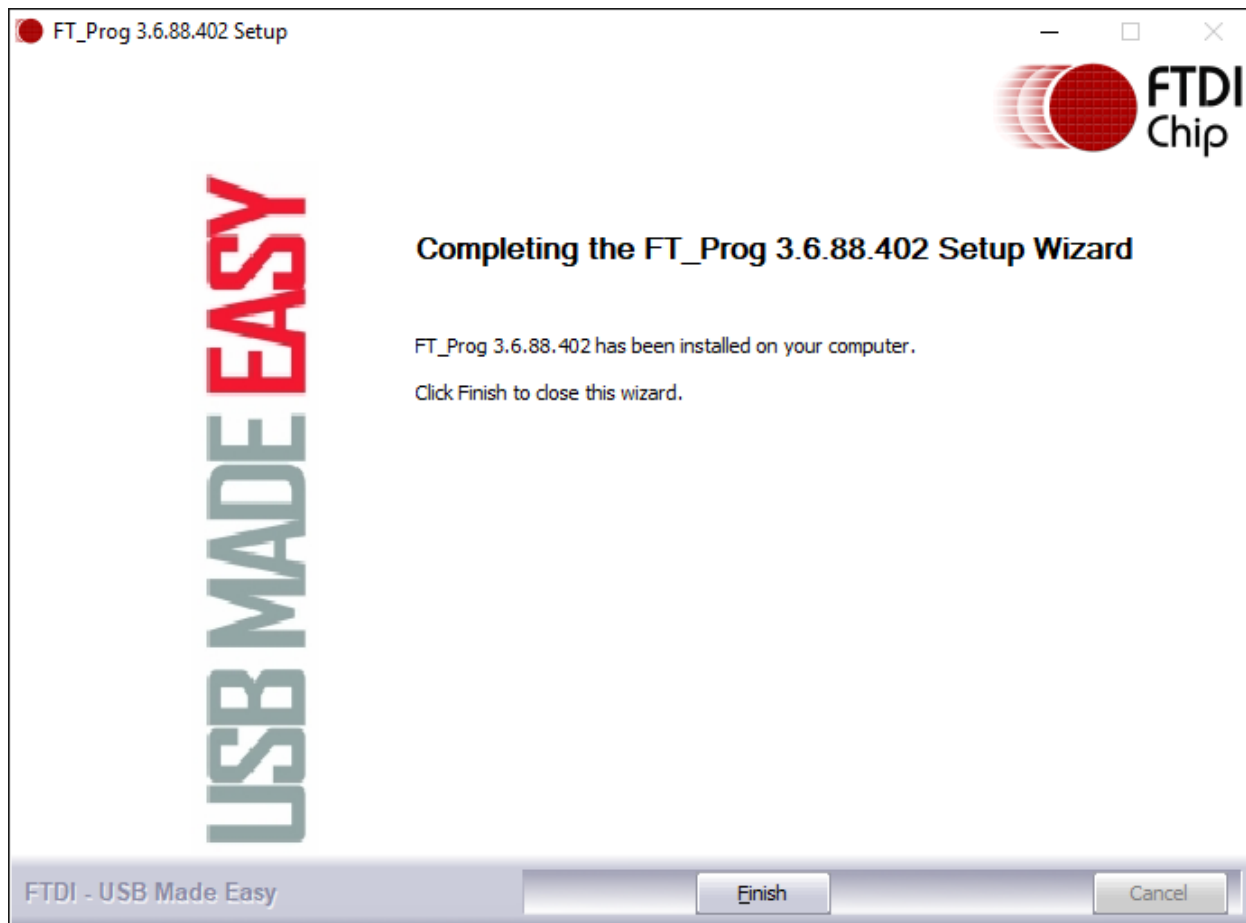 FT_Prog 3.6.88.402 Setup
FTDI
Chip
USB MADE EASY
Completing the FT_Prog 3.6.88.402 Setup Wizard
FT_Prog 3.6.88.402 has been installed on your computer.
Click Finish to close this wizard.
FTDI - USB Made Easy
Finish
Cancel